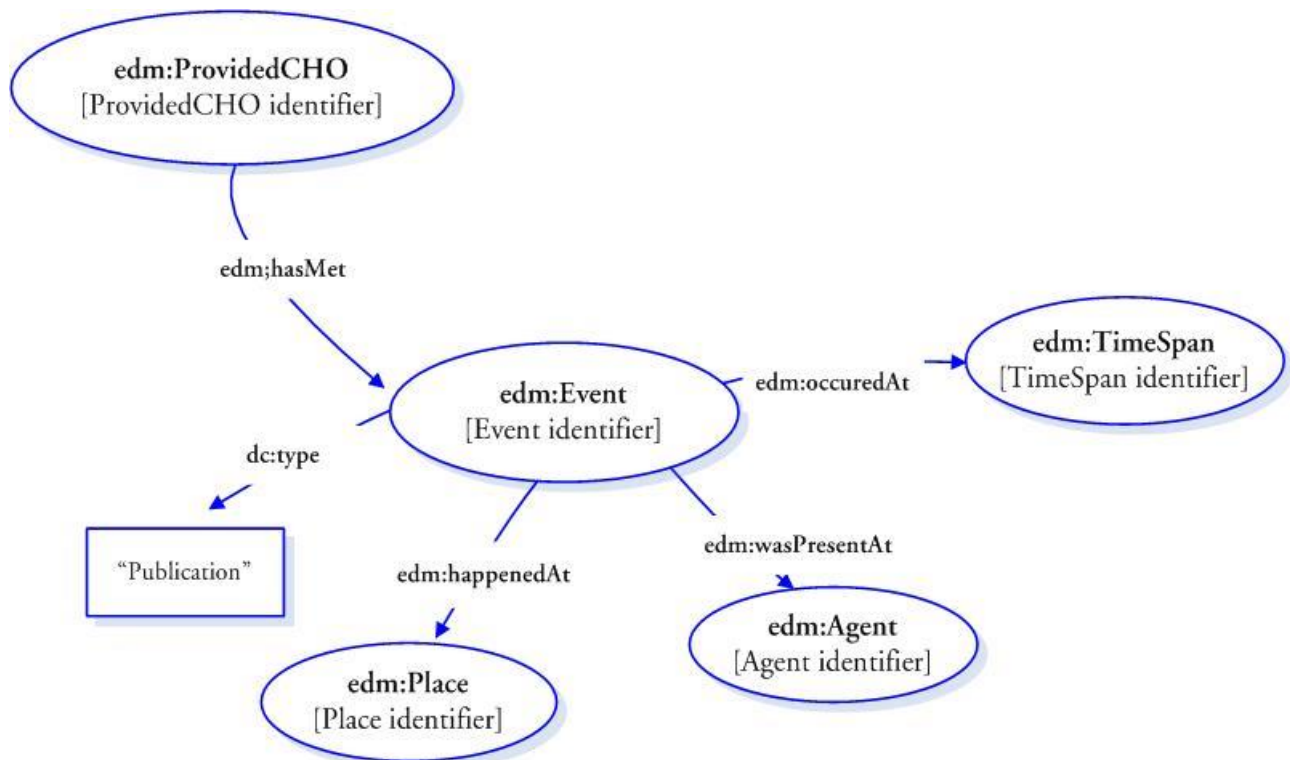 edm:ProvidedCHO
[ProvidedCHO identifier]
edm;hasMet
edm:TimeSpan
[TimeSpan identifier]
edm:occuredAt
edm:Event
[Event identifier]
dc:type
“Publication”
edm:happenedAt
edm:wasPresentAt
edm:Agent
[Agent identifier]
edm:Place
[Place identifier]